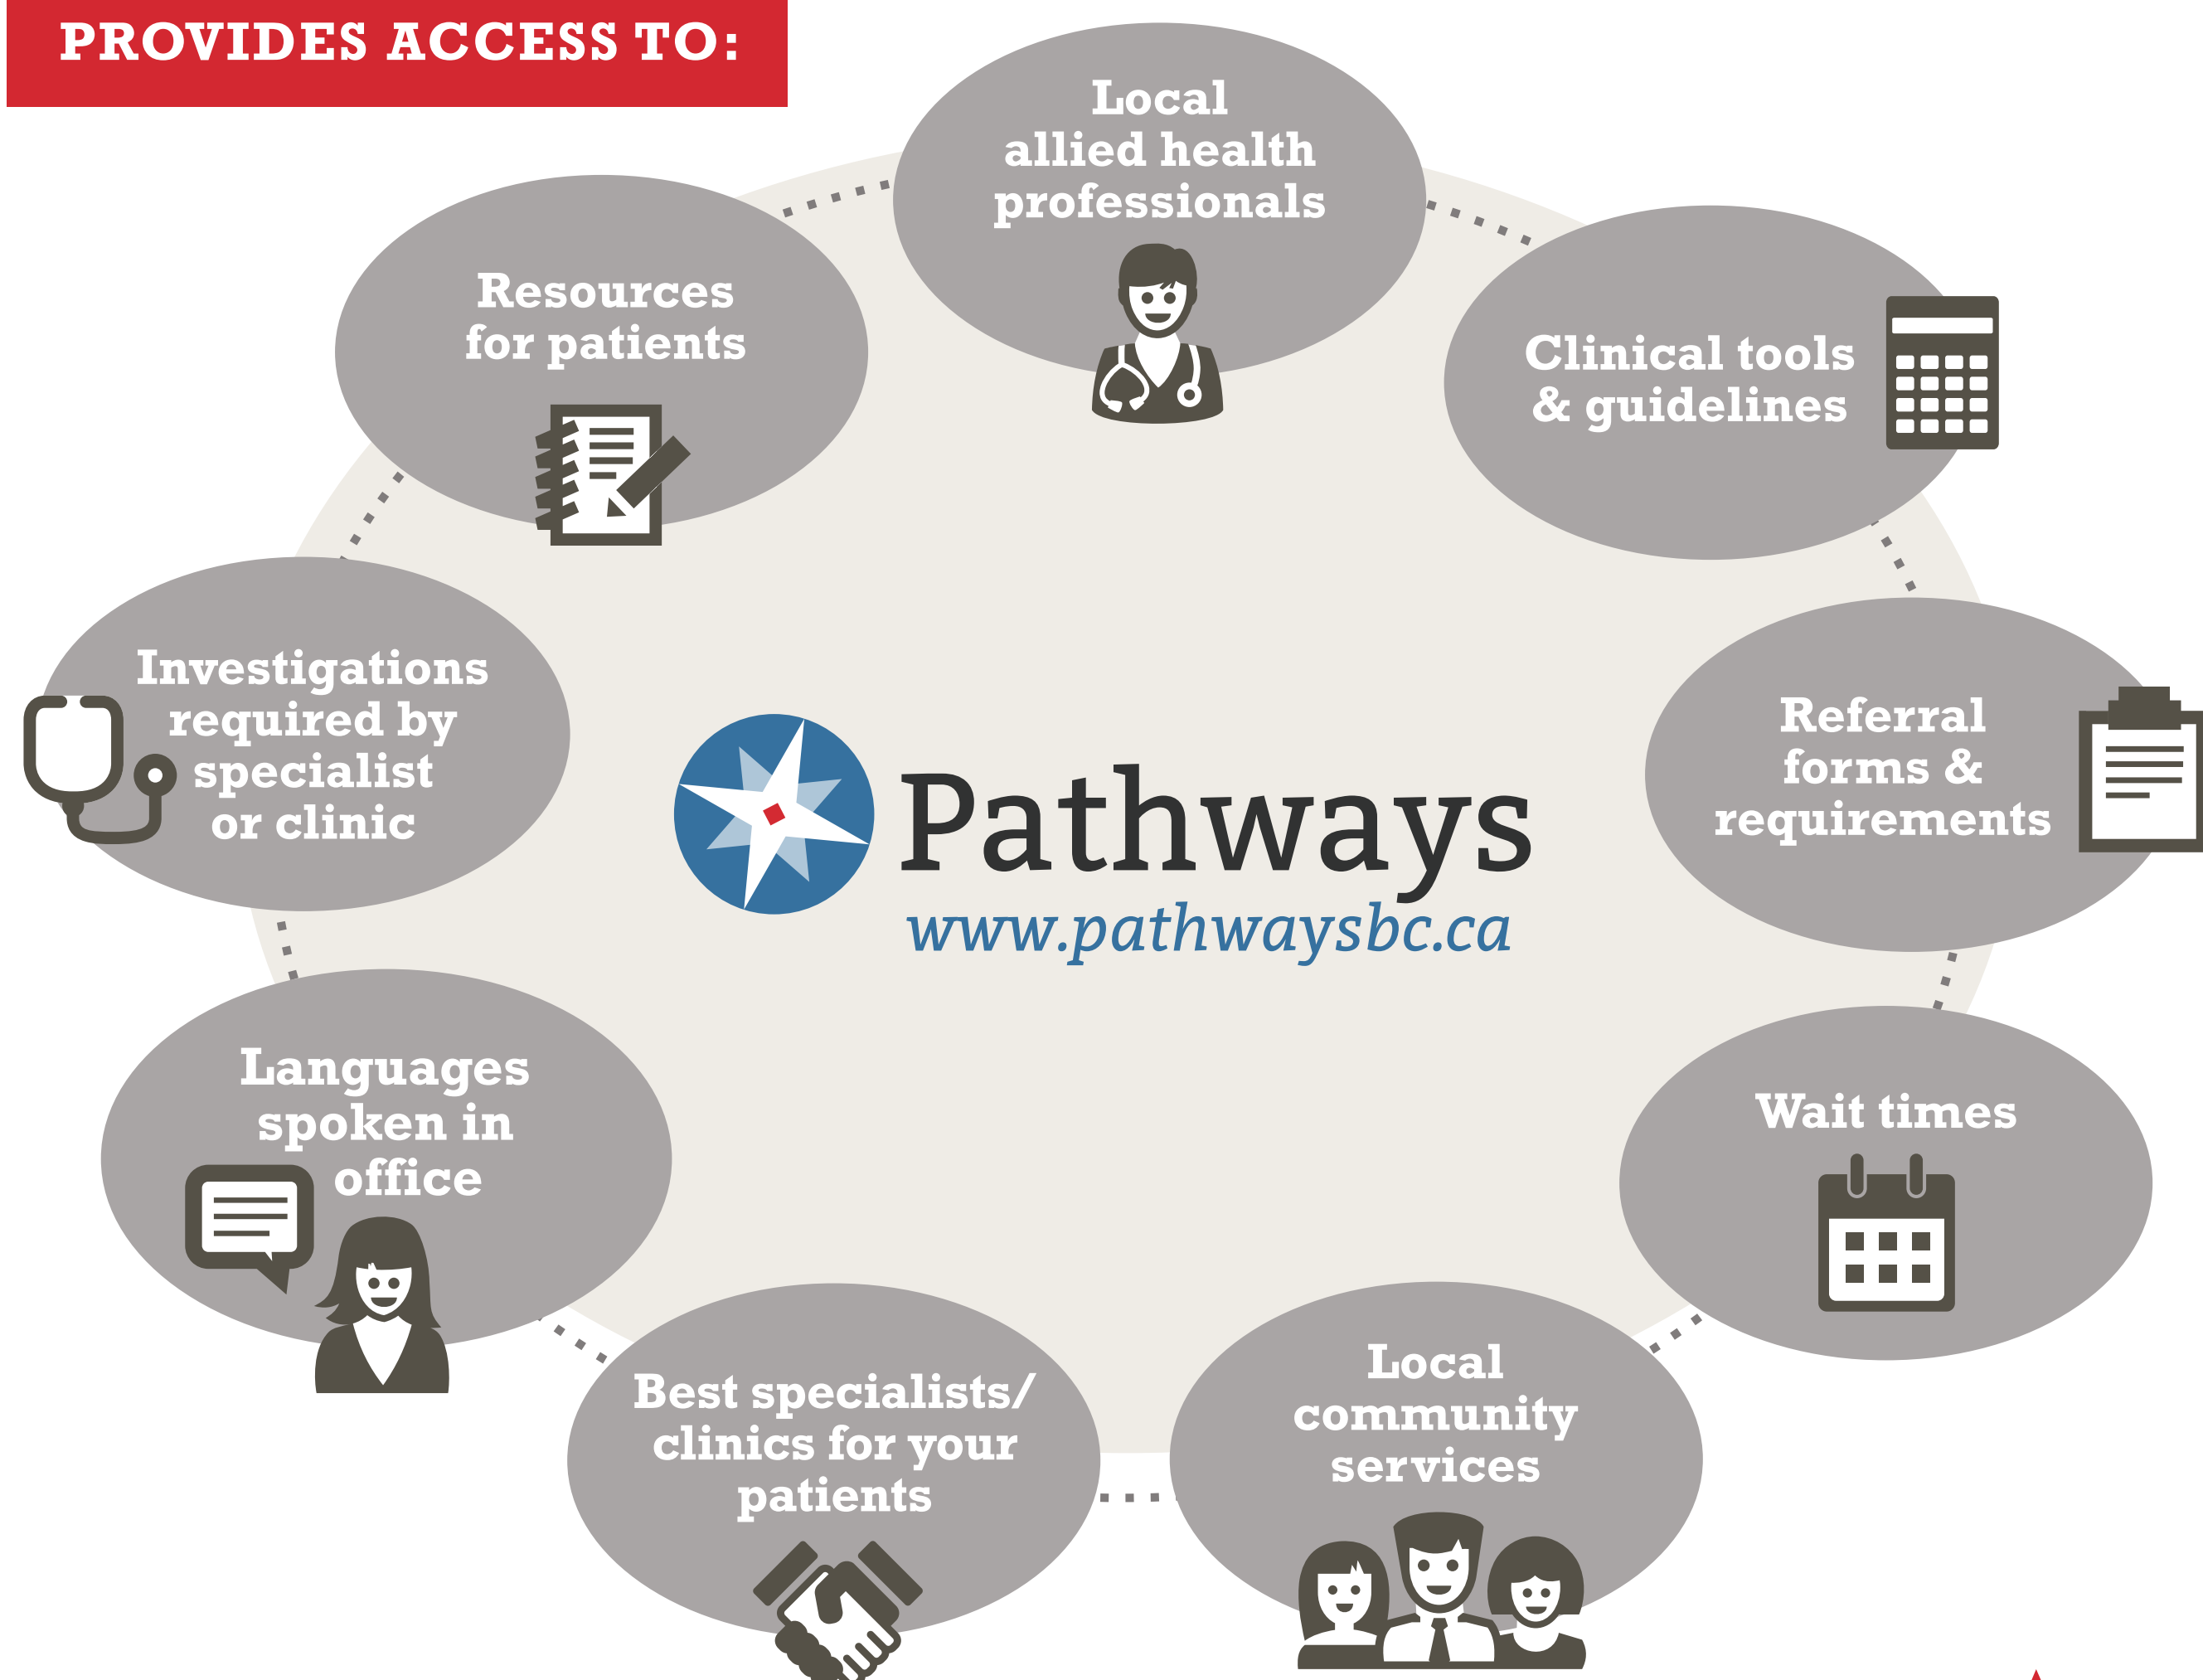 PROVIDES ACCESS TO:
Local
allied health
professionals
Resources
for patients
Clinical tools
& guidelines
Investigations
required by
specialist
or clinic
Referral
forms &
requirements
Pathways
www.pathwaysbc.ca
Languages
spoken in
office
Wait times
Best specialists/
clinics for your
patients
Local
community
services